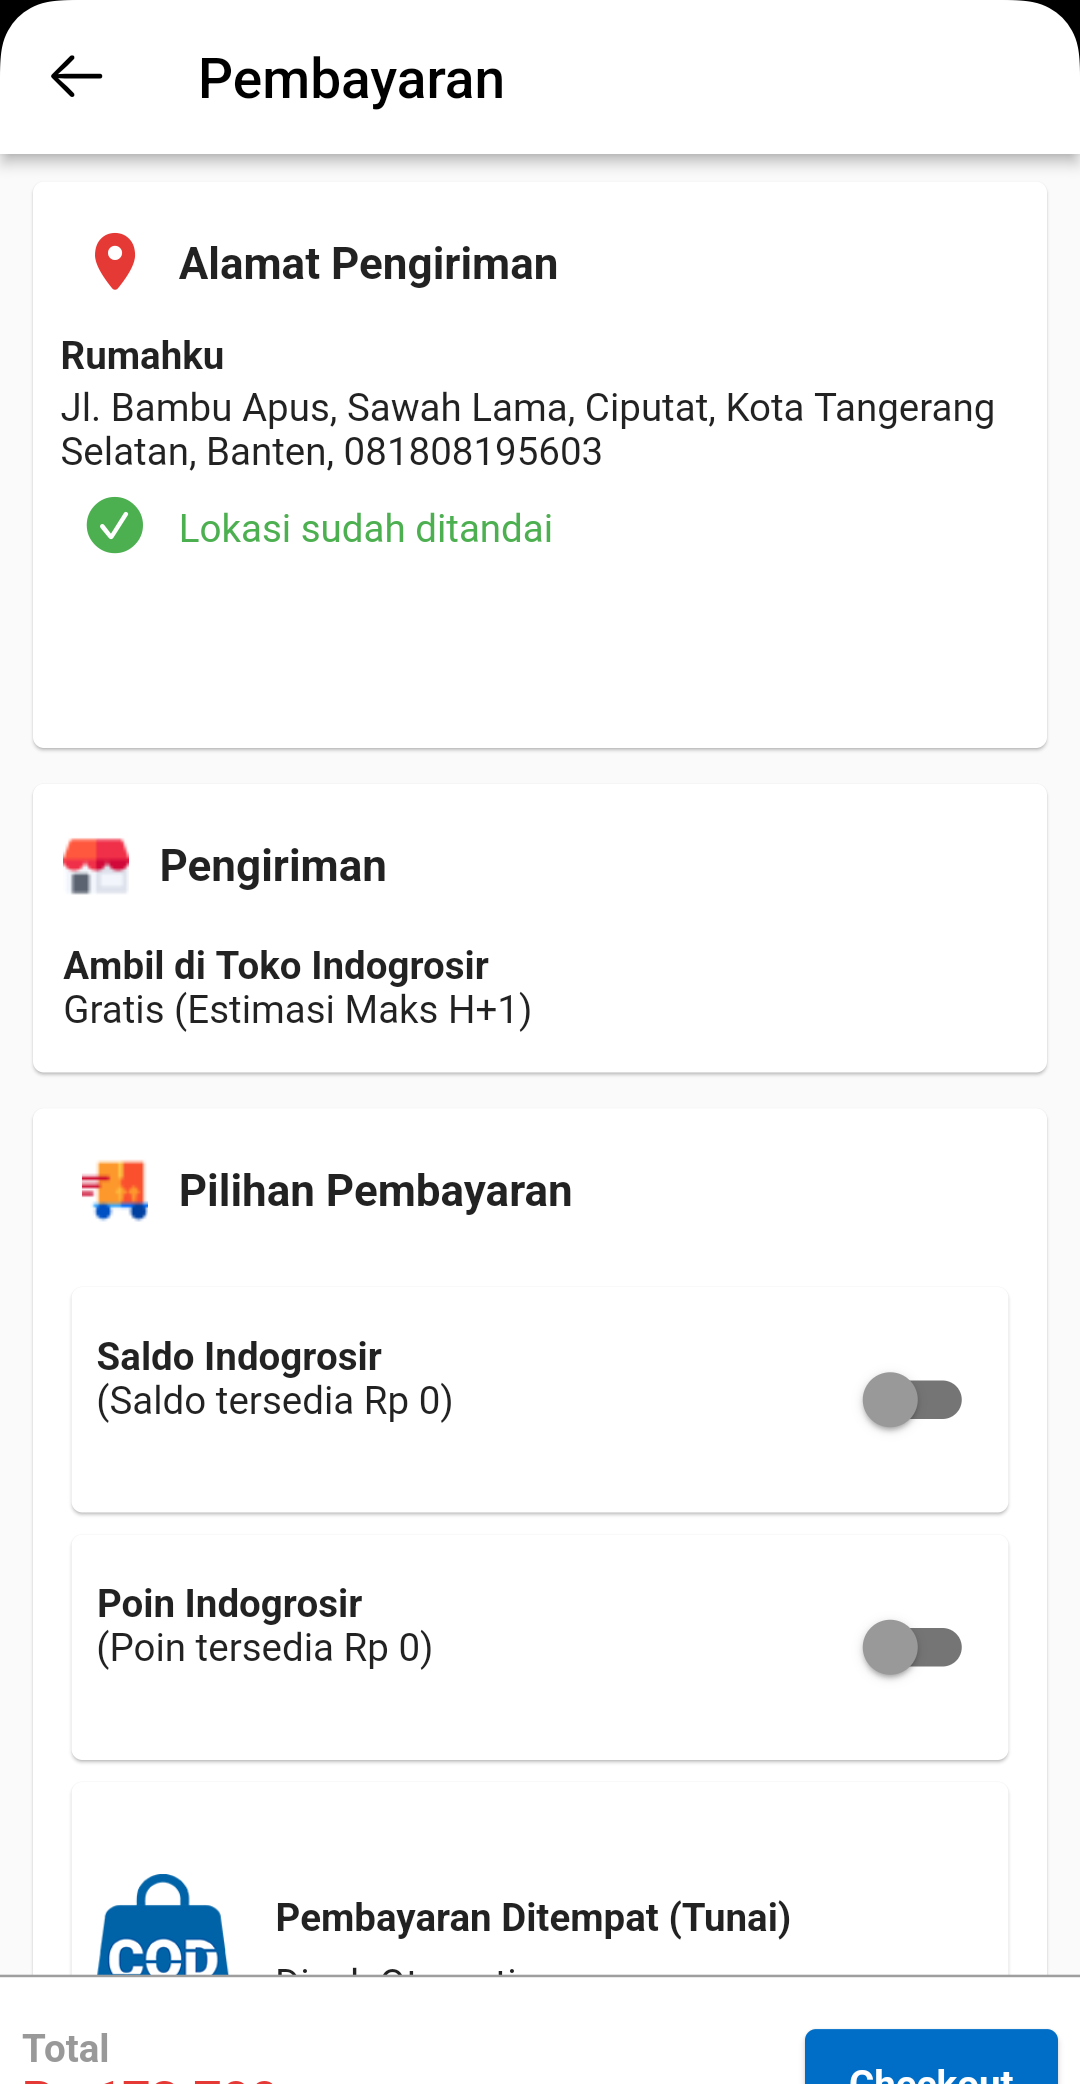 Pembayaran
Alamat Pengiriman
Rumahku
Jl. Bambu Apus, Sawah Lama, Ciputat, Kota Tangerang
Selatan, Banten, 081808195603
Lokasi sudah ditandai
Pengiriman
Ambil di Toko Indogrosir
Gratis (Estimasi Maks H+1)
Pilihan Pembayaran
Saldo Indogrosir
(Saldo tersedia Rp 0)
Poin Indogrosir
(Poin tersedia Rp 0)
COD
Pembayaran Ditempat (Tunai)
Total
Checkout